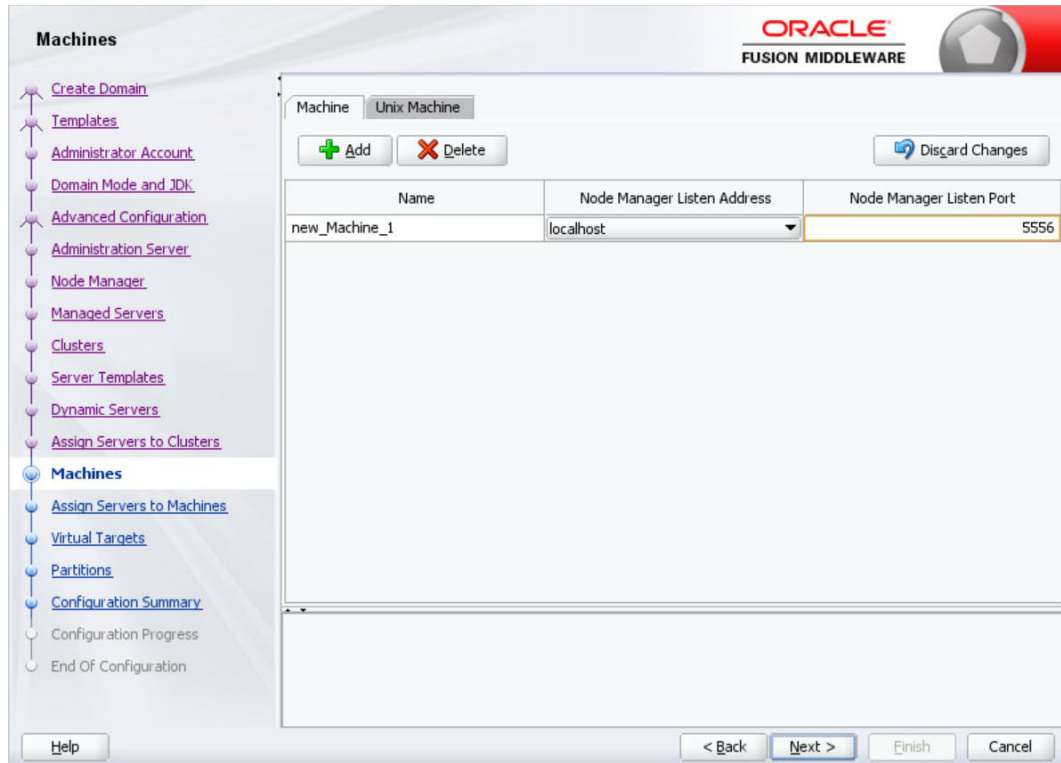 Machines
ORACLE
FUSION MIDDLEWARE
Create Domain
Templates
Administrator Account
Domain Mode and JDK
Advanced Configuration
Administration Server
Node Manager
Managed Servers
Clusters
Server Templates
Dynamic Servers
Assign Servers to Clusters
Machines
Assign Servers to Machines
Virtual Targets
Partitions
Configuration Summary
Configuration Progress
End Of Configuration
Machine Unix Machine
Add Delete Discard Changes
Name Node Manager Listen Address Node Manager Listen Port
new_Machine_1 localhost 5556
Help < Back Next > Finish Cancel